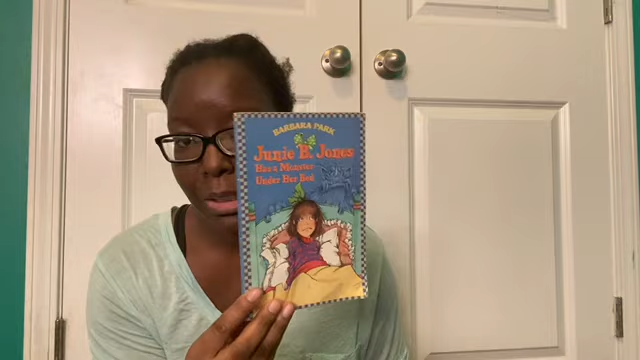 BARBARA PARK
Junie B. Jones
Has a Monster
Under Her Bed